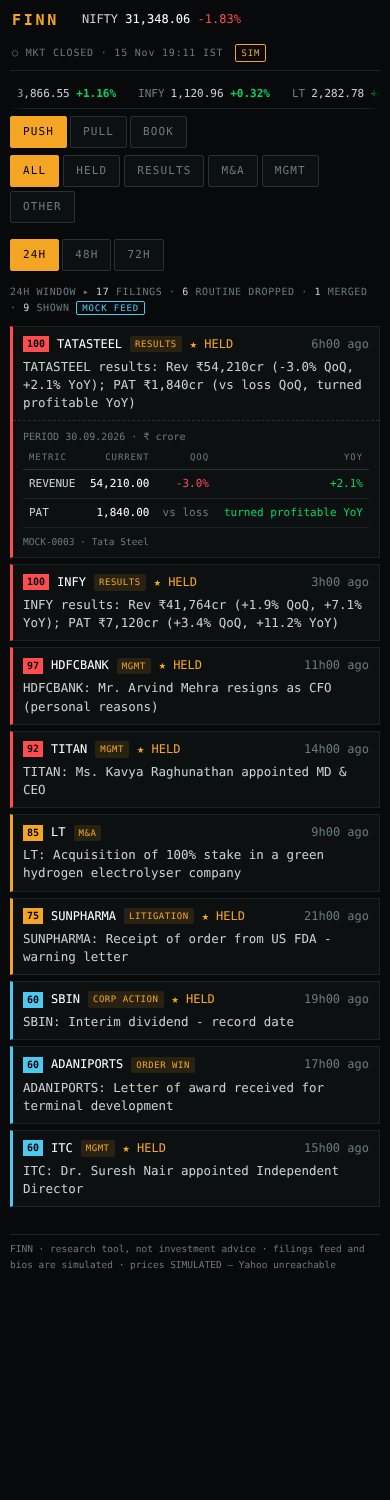 FINN NIFTY 31,348.06 -1.83%
○ MKT CLOSED · 15 Nov 19:11 IST SIM
3,866.55 +1.16% INFY 1,120.96 +0.32% LT 2,282.78
PUSH PULL BOOK
ALL HELD RESULTS M&A MGMT
OTHER
24H 48H 72H
24H WINDOW ▸ 17 FILINGS · 6 ROUTINE DROPPED · 1 MERGED
· 9 SHOWN MOCK FEED
100 TATASTEEL RESULTS ★ HELD 6h00 ago
TATASTEEL results: Rev ₹54,210cr (-3.0% QoQ,
+2.1% YoY); PAT ₹1,840cr (vs loss QoQ, turned
profitable YoY)
PERIOD 30.09.2026 · ₹ crore
METRIC CURRENT QOQ YOY
REVENUE 54,210.00 -3.0% +2.1%
PAT 1,840.00 vs loss turned profitable YoY
MOCK-0003 · Tata Steel
100 INFY RESULTS ★ HELD 3h00 ago
INFY results: Rev ₹41,764cr (+1.9% QoQ, +7.1%
YoY); PAT ₹7,120cr (+3.4% QoQ, +11.2% YoY)
97 HDFCBANK MGMT ★ HELD 11h00 ago
HDFCBANK: Mr. Arvind Mehra resigns as CFO
(personal reasons)
92 TITAN MGMT ★ HELD 14h00 ago
TITAN: Ms. Kavya Raghunathan appointed MD &
CEO
85 LT M&A 9h00 ago
LT: Acquisition of 100% stake in a green
hydrogen electrolyser company
75 SUNPHARMA LITIGATION ★ HELD 21h00 ago
SUNPHARMA: Receipt of order from US FDA -
warning letter
60 SBIN CORP ACTION ★ HELD 19h00 ago
SBIN: Interim dividend - record date
60 ADANIPORTS ORDER WIN 17h00 ago
ADANIPORTS: Letter of award received for
terminal development
60 ITC MGMT ★ HELD 15h00 ago
ITC: Dr. Suresh Nair appointed Independent
Director
FINN · research tool, not investment advice · filings feed and
bios are simulated · prices SIMULATED — Yahoo unreachable